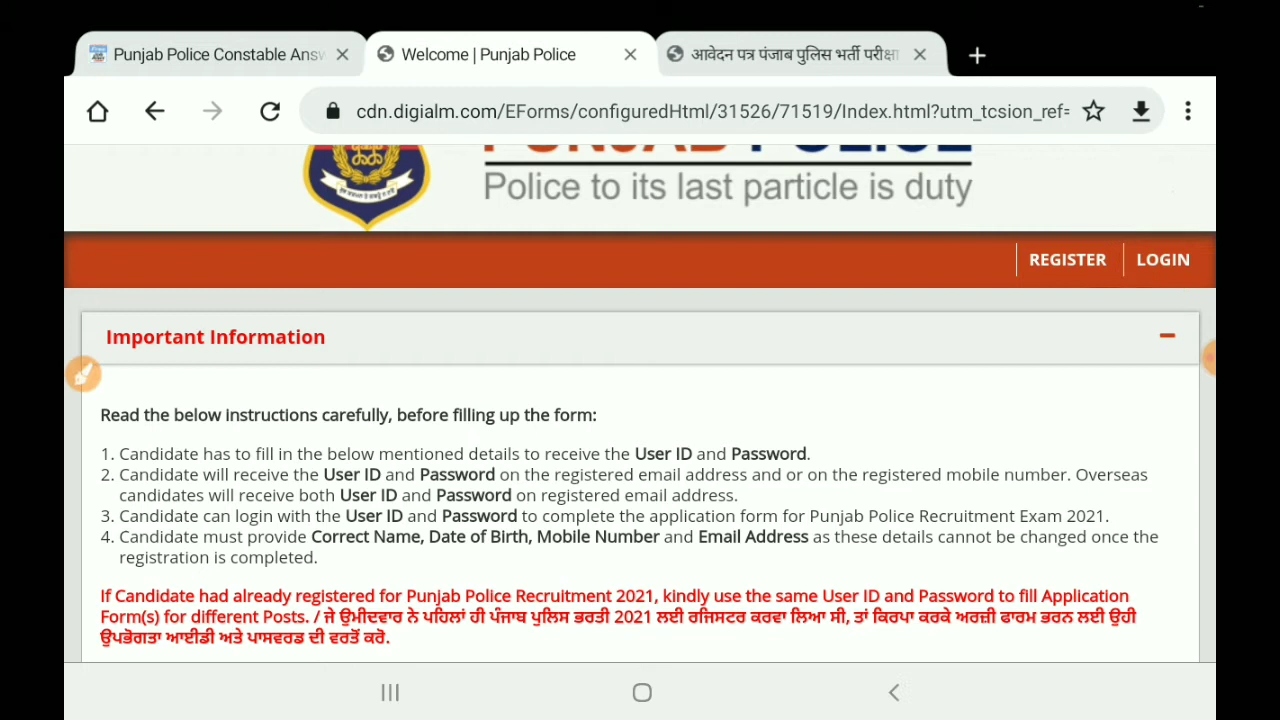 Punjab Police Constable Answ
Welcome | Punjab Police
आवेदन पत्र पंजाब पुलिस भर्ती परीक्षा
cdn.digialm.com/EForms/configuredHtml/31526/71519/Index.html?utm_tcsion_ref=
PUNJAB POLICE
Police to its last particle is duty
REGISTER
LOGIN
Important Information
Read the below instructions carefully, before filling up the form:
1. Candidate has to fill in the below mentioned details to receive the User ID and Password.
2. Candidate will receive the User ID and Password on the registered email address and or on the registered mobile number. Overseas
candidates will receive both User ID and Password on registered email address.
3. Candidate can login with the User ID and Password to complete the application form for Punjab Police Recruitment Exam 2021.
4. Candidate must provide Correct Name, Date of Birth, Mobile Number and Email Address as these details cannot be changed once the
registration is completed.
If Candidate had already registered for Punjab Police Recruitment 2021, kindly use the same User ID and Password to fill Application
Form(s) for different Posts. / ਜੇ ਉਮੀਦਵਾਰ ਨੇ ਪਹਿਲਾਂ ਹੀ ਪੰਜਾਬ ਪੁਲਿਸ ਭਰਤੀ 2021 ਲਈ ਰਜਿਸਟਰ ਕਰਵਾ ਲਿਆ ਸੀ, ਤਾਂ ਕਿਰਪਾ ਕਰਕੇ ਅਰਜ਼ੀ ਫਾਰਮ ਭਰਨ ਲਈ ਉਹੀ
ਉਪਭੋਗਤਾ ਆਈਡੀ ਅਤੇ ਪਾਸਵਰਡ ਦੀ ਵਰਤੋਂ ਕਰੋ.